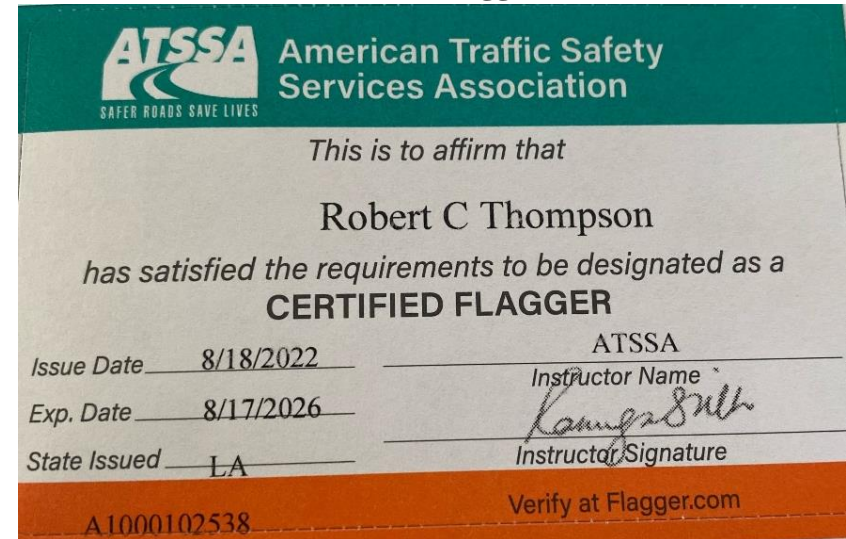 ATSSA
SAFER ROADS SAVE LIVES
American Traffic Safety
Services Association
This is to affirm that
Robert C Thompson
has satisfied the requirements to be designated as a
CERTIFIED FLAGGER
Issue Date 8/18/2022
ATSSA
Instructor Name
Exp. Date 8/17/2026
Instructor Signature
State Issued LA
Verify at Flagger.com
A1000102538